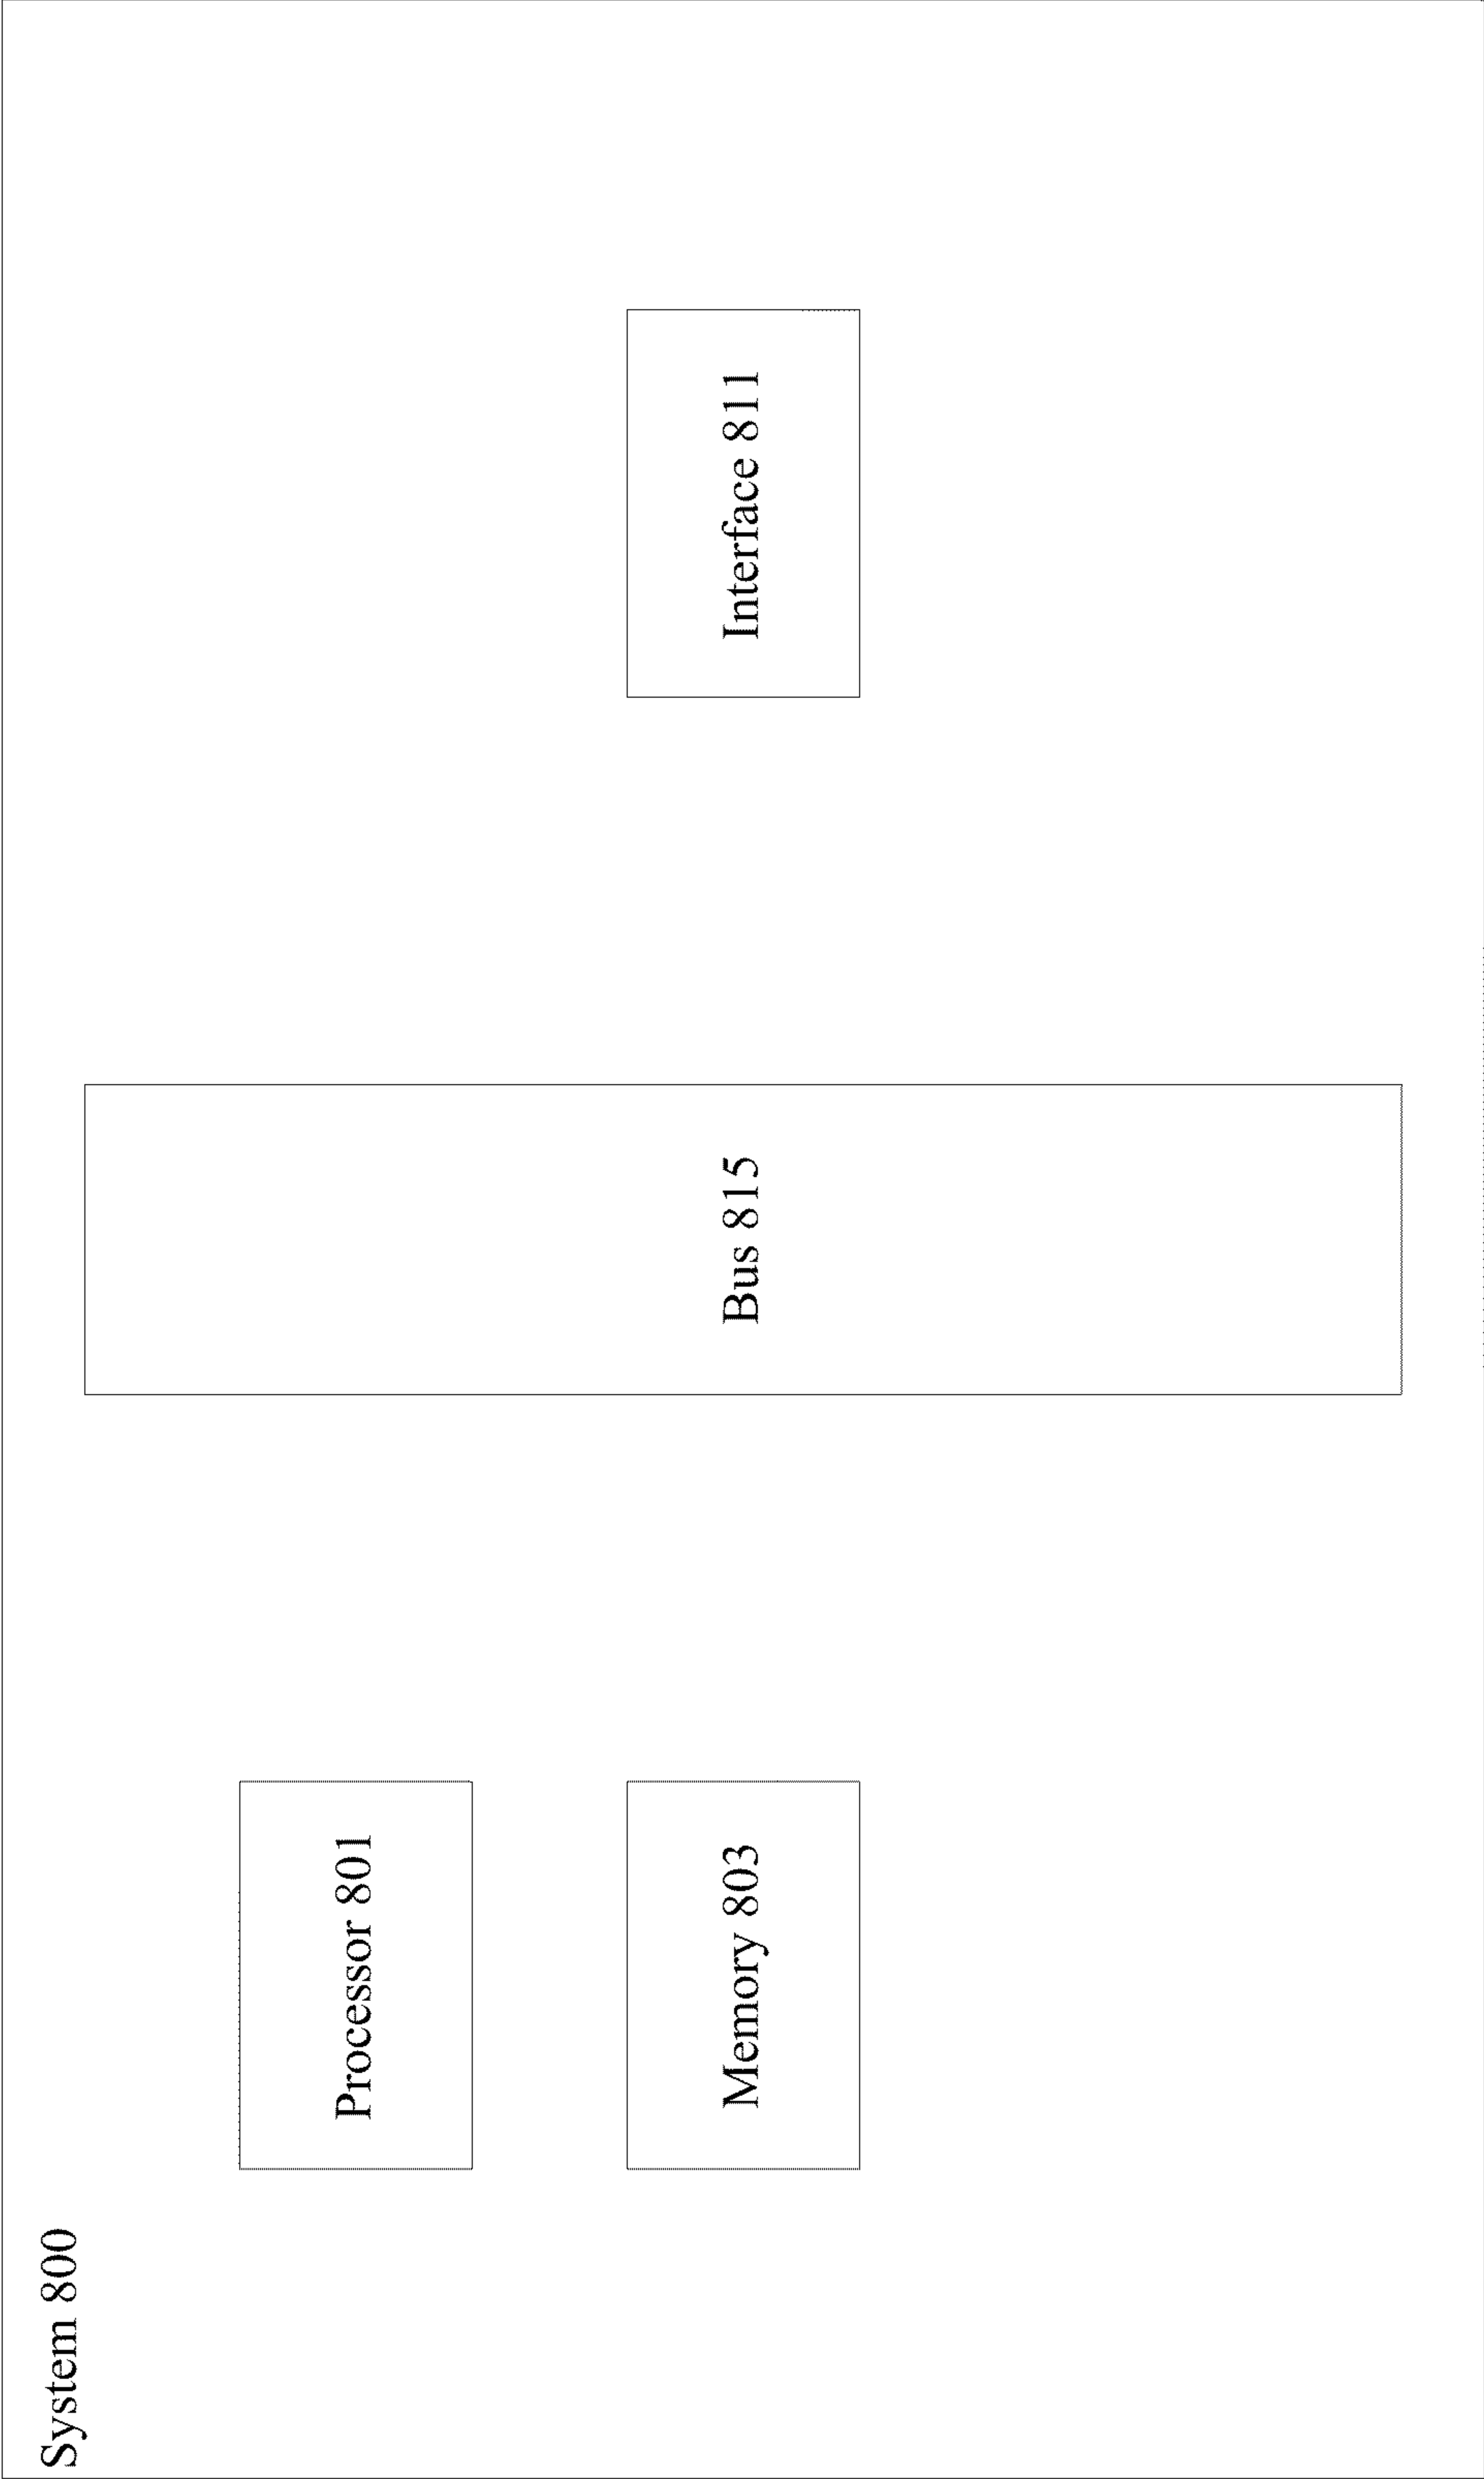 System 800
Processor 801
Memory 803
Bus 815
Interface 811